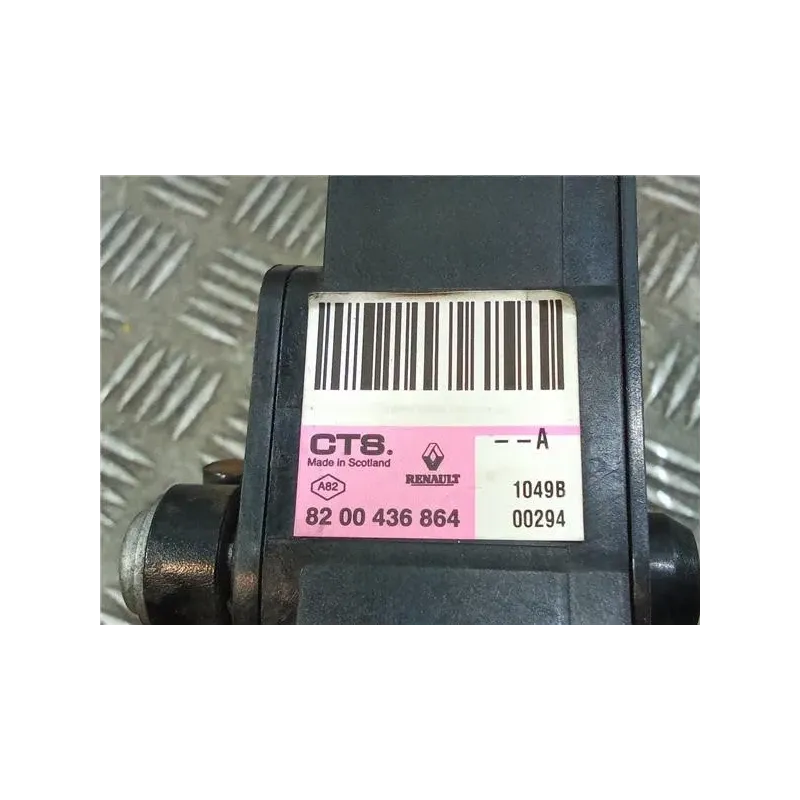 CTS.
Made in Scotland
A82
RENAULT
82 00 436 864
– – A
1049B
00294